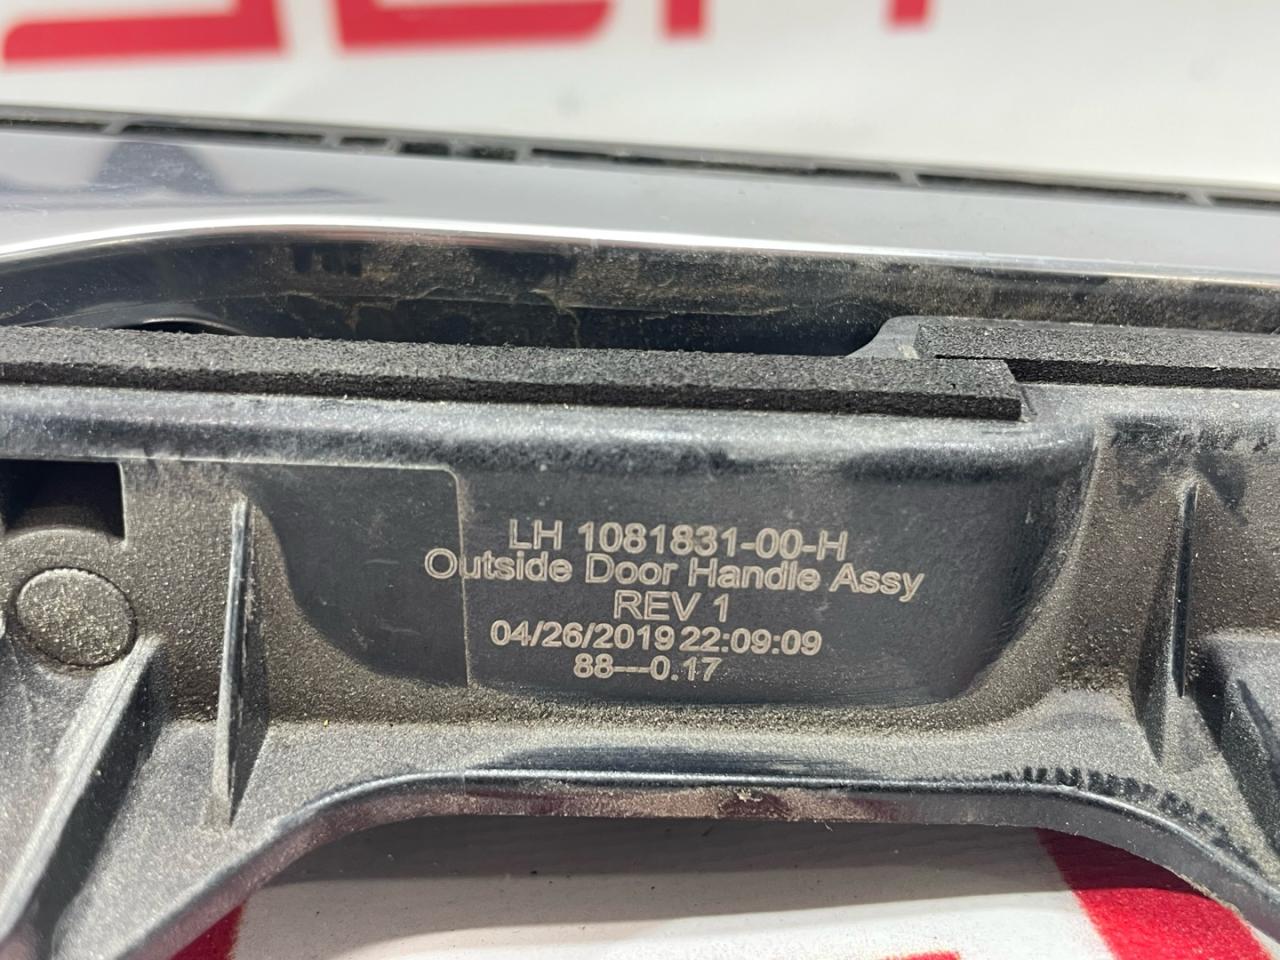 LH 1081831-00-H
Outside Door Handle Assy
REV 1
04/26/2019 22:09:09
88---0.17